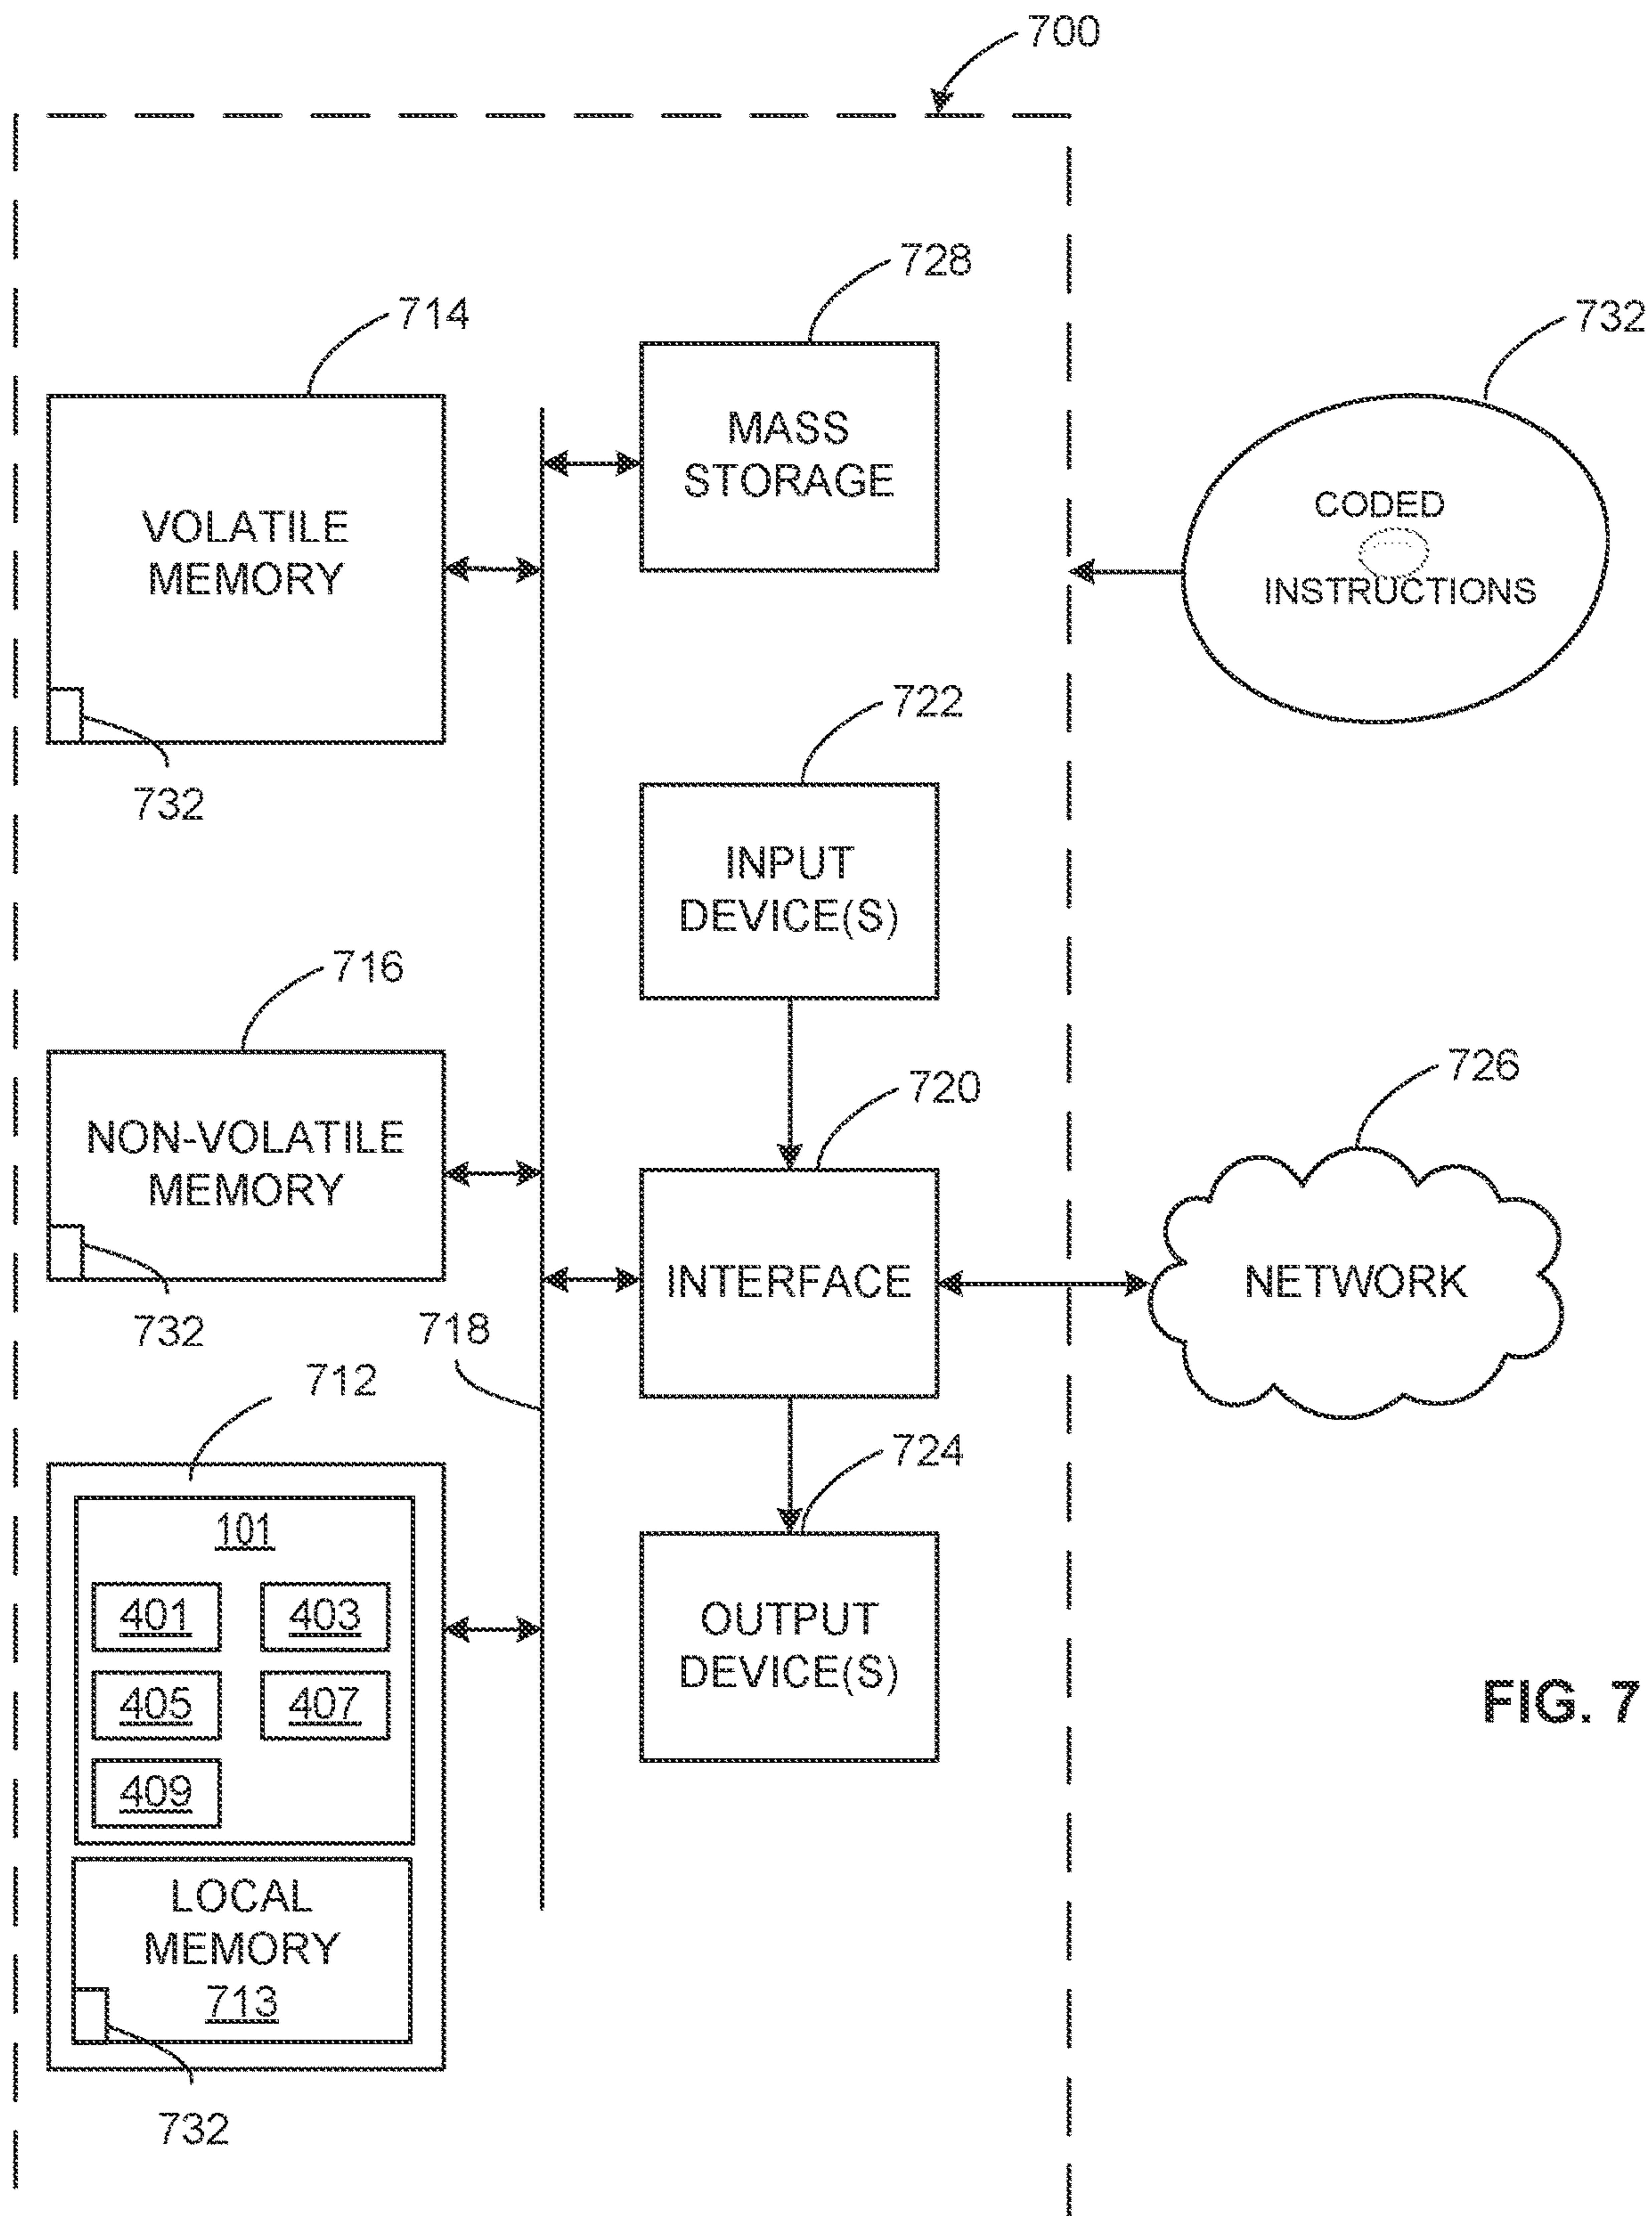 700
728
714
732
MASS
STORAGE
VOLATILE
MEMORY
CODED
INSTRUCTIONS
722
732
INPUT
DEVICE(S)
716
720
726
NON-VOLATILE
MEMORY
INTERFACE
NETWORK
732
718
712
724
101
401
403
405
407
409
OUTPUT
DEVICE(S)
FIG. 7
LOCAL
MEMORY
713
732